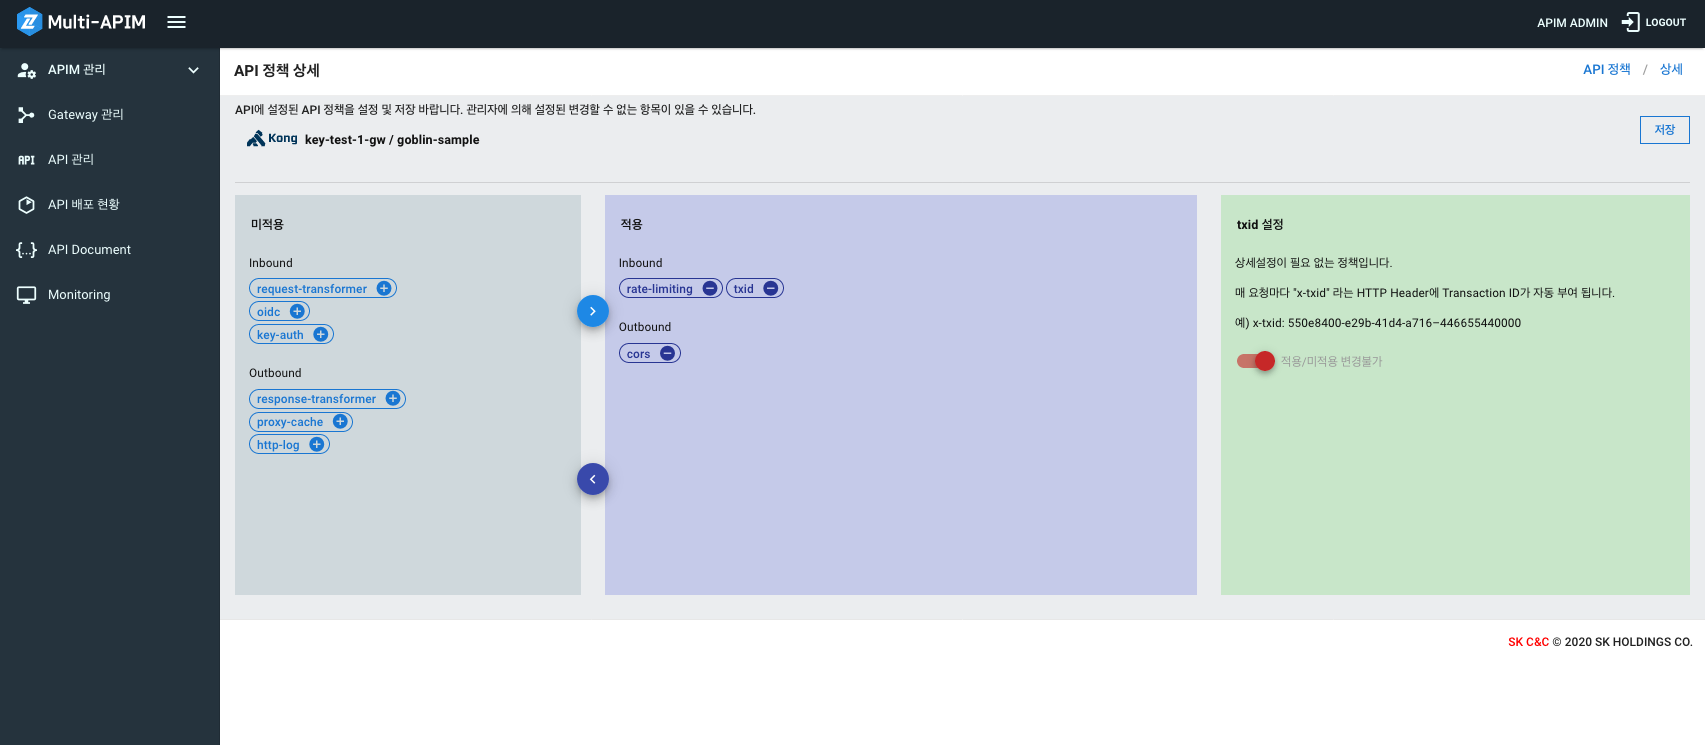 Multi-APIM
APIM ADMIN
LOGOUT
APIM 관리
Gateway 관리
API 관리
API 배포 현황
API Document
Monitoring
API 정책 상세
API 정책 / 상세
API에 설정된 API 정책을 설정 및 저장 바랍니다. 관리자에 의해 설정된 변경할 수 없는 항목이 있을 수 있습니다.
Kong key-test-1-gw / goblin-sample
저장
미적용
Inbound
request-transformer
oidc
key-auth
Outbound
response-transformer
proxy-cache
http-log
적용
Inbound
rate-limiting txid
Outbound
cors
txid 설정
상세설정이 필요 없는 정책입니다.
매 요청마다 "x-txid" 라는 HTTP Header에 Transaction ID가 자동 부여 됩니다.
예) x-txid: 550e8400-e29b-41d4-a716–446655440000
적용/미적용 변경불가
SK C&C © 2020 SK HOLDINGS CO.